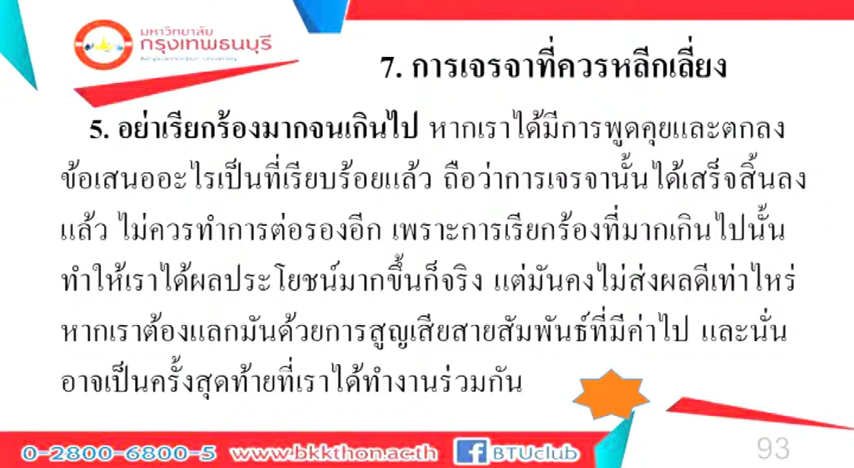 มหาวิทยาลัย
กรุงเทพธนบุรี
Bangkokthonburi University
7. การเจรจาที่ควรหลีกเลี่ยง
5. อย่าเรียกร้องมากจนเกินไป หากเราได้มีการพูดคุยและตกลง
ข้อเสนออะไรเป็นที่เรียบร้อยแล้ว ถือว่าการเจรจานั้นได้เสร็จสิ้นลง
แล้ว ไม่ควรทำการต่อรองอีก เพราะการเรียกร้องที่มากเกินไปนั้น
ทำให้เราได้ผลประโยชน์มากขึ้นก็จริง แต่มันคงไม่ส่งผลดีเท่าไหร่
หากเราต้องแลกมันด้วยการสูญเสียสายสัมพันธ์ที่มีค่าไป และนั่น
อาจเป็นครั้งสุดท้ายที่เราได้ทำงานร่วมกัน
0-2800-6800-5 www.bkkthon.ac.th f BTUclub
93